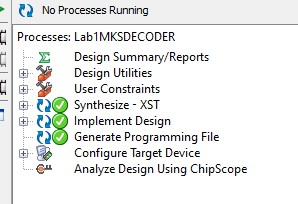 No Processes Running
Processes: Lab1MKSDECODER
Design Summary/Reports
Design Utilities
User Constraints
Synthesize - XST
Implement Design
Generate Programming File
Configure Target Device
Analyze Design Using ChipScope